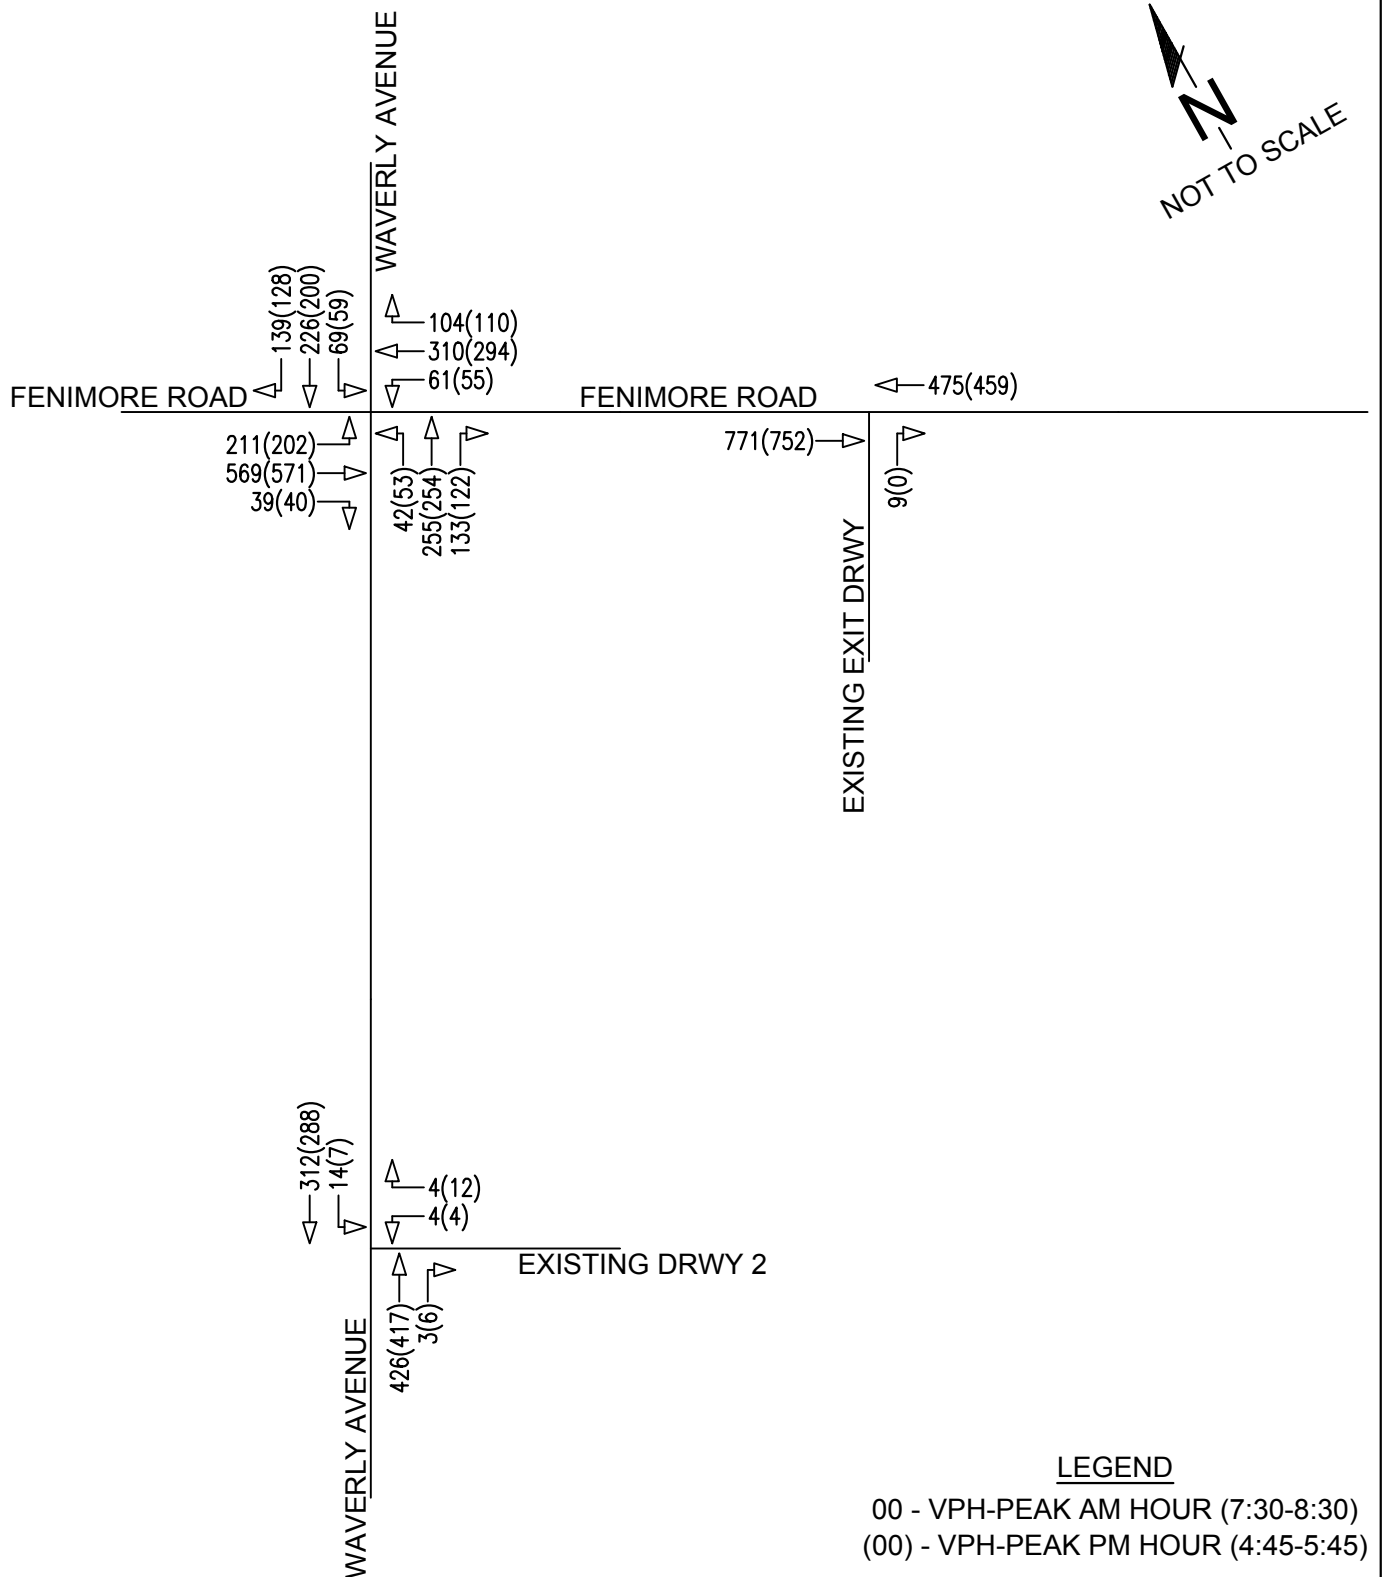 WAVERLY AVENUE
N
NOT TO SCALE
139(128)
226(200)
69(59)
104(110)
310(294)
61(55)
FENIMORE ROAD
FENIMORE ROAD
475(459)
211(202)
569(571)
39(40)
42(53)
255(254)
133(122)
771(752)
9(0)
EXISTING EXIT DRWY
312(288)
14(7)
4(12)
4(4)
EXISTING DRWY 2
426(417)
3(6)
WAVERLY AVENUE
LEGEND
00 - VPH-PEAK AM HOUR (7:30-8:30)
(00) - VPH-PEAK PM HOUR (4:45-5:45)